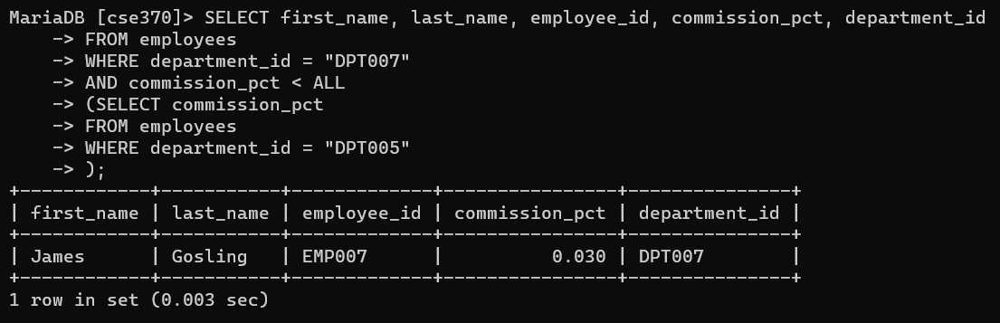 MariaDB [cse370]> SELECT first_name, last_name, employee_id, commission_pct, department_id
    -> FROM employees
    -> WHERE department_id = "DPT007"
    -> AND commission_pct < ALL
    -> (SELECT commission_pct
    -> FROM employees
    -> WHERE department_id = "DPT005"
    -> );
+------------+-----------+-------------+----------------+---------------+
| first_name | last_name | employee_id | commission_pct | department_id |
+------------+-----------+-------------+----------------+---------------+
| James      | Gosling   | EMP007      |          0.030 | DPT007        |
+------------+-----------+-------------+----------------+---------------+
1 row in set (0.003 sec)